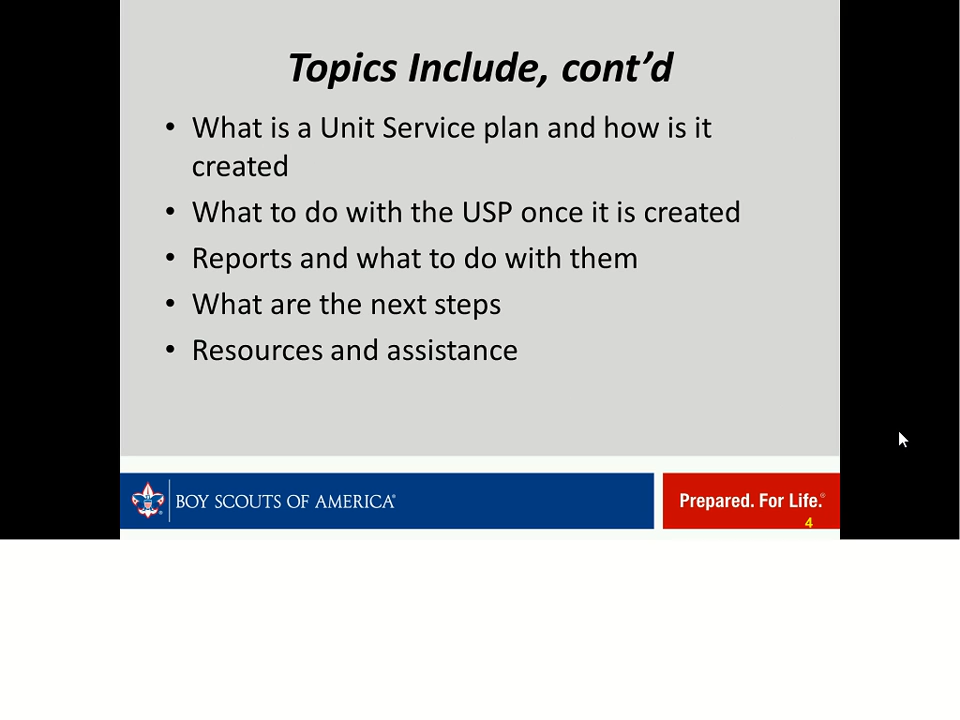 Topics Include, cont’d
• What is a Unit Service plan and how is it
created
• What to do with the USP once it is created
• Reports and what to do with them
• What are the next steps
• Resources and assistance
BOY SCOUTS OF AMERICA®
Prepared. For Life.®
4